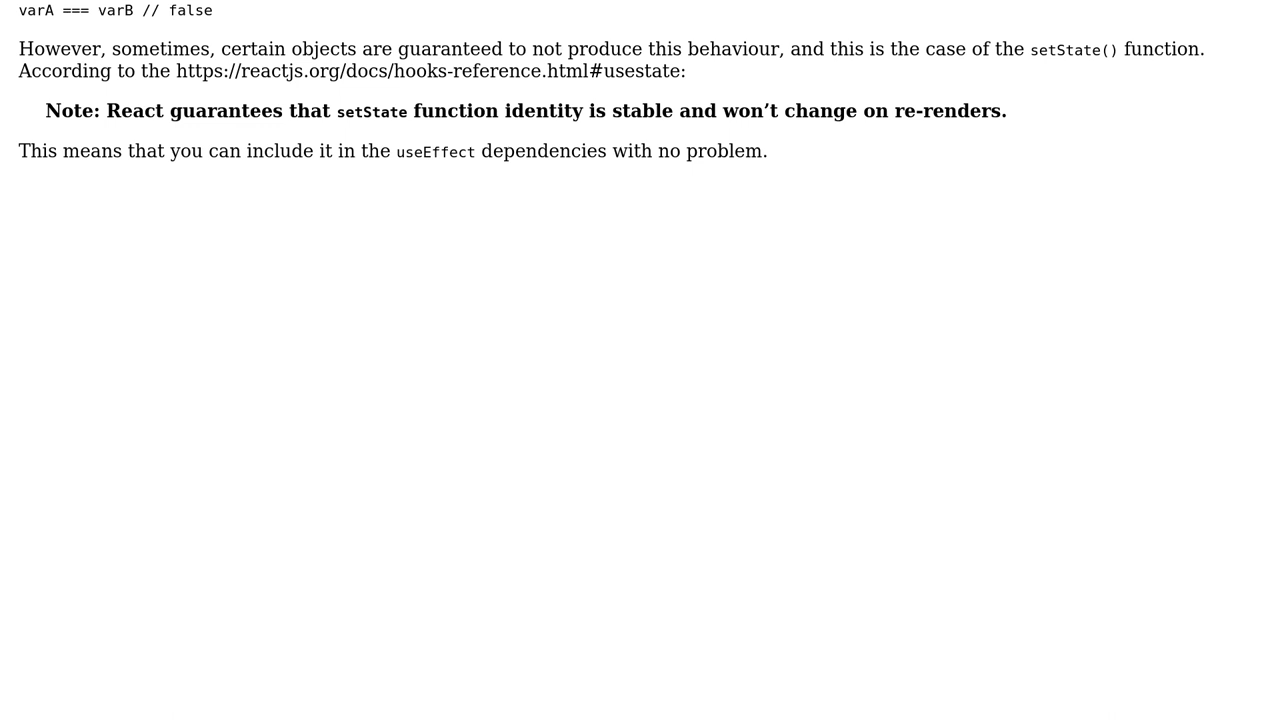 varA === varB // false
However, sometimes, certain objects are guaranteed to not produce this behaviour, and this is the case of the setState() function.
According to the https://reactjs.org/docs/hooks-reference.html#usestate:
Note: React guarantees that setState function identity is stable and won’t change on re-renders.
This means that you can include it in the useEffect dependencies with no problem.